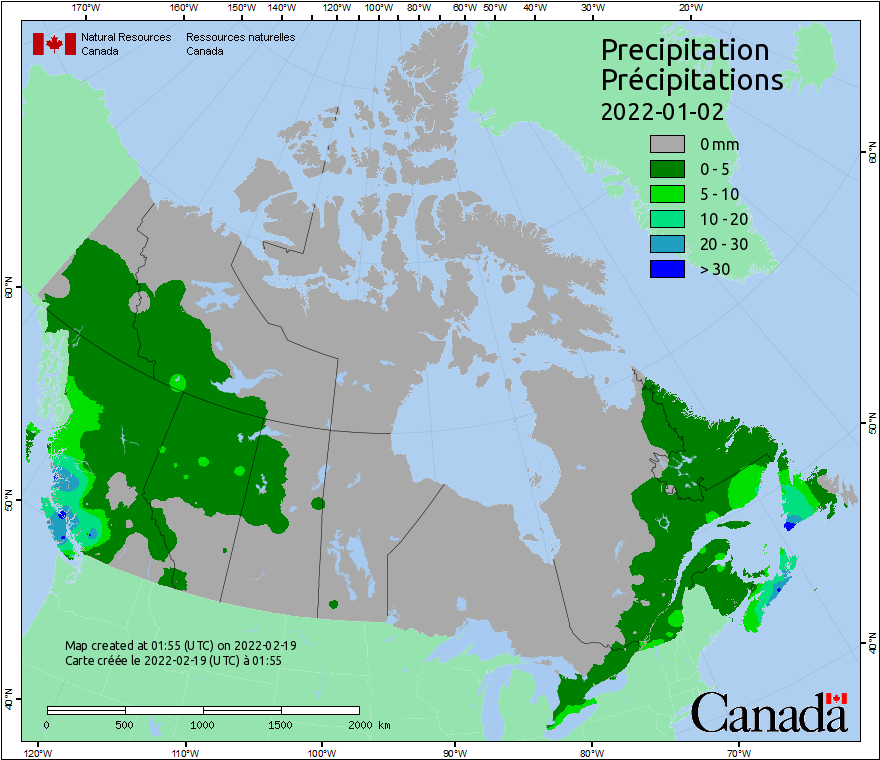 170°W 160°W 150°W 140°W 120°W 100°W 80°W 60°W 50°W 40°W 30°W 20°W
Natural Resources Ressources naturelles
Canada Canada
Precipitation
Précipitations
2022-01-02
0 mm
0 - 5
5 - 10
10 - 20
20 - 30
> 30
60°N 60°N
50°N 50°N
40°N 40°N
Map created at 01:55 (UTC) on 2022-02-19
Carte créée le 2022-02-19 (UTC) à 01:55
0 500 1000 1500 2000 km
Canada
120°W 110°W 100°W 90°W 80°W 70°W